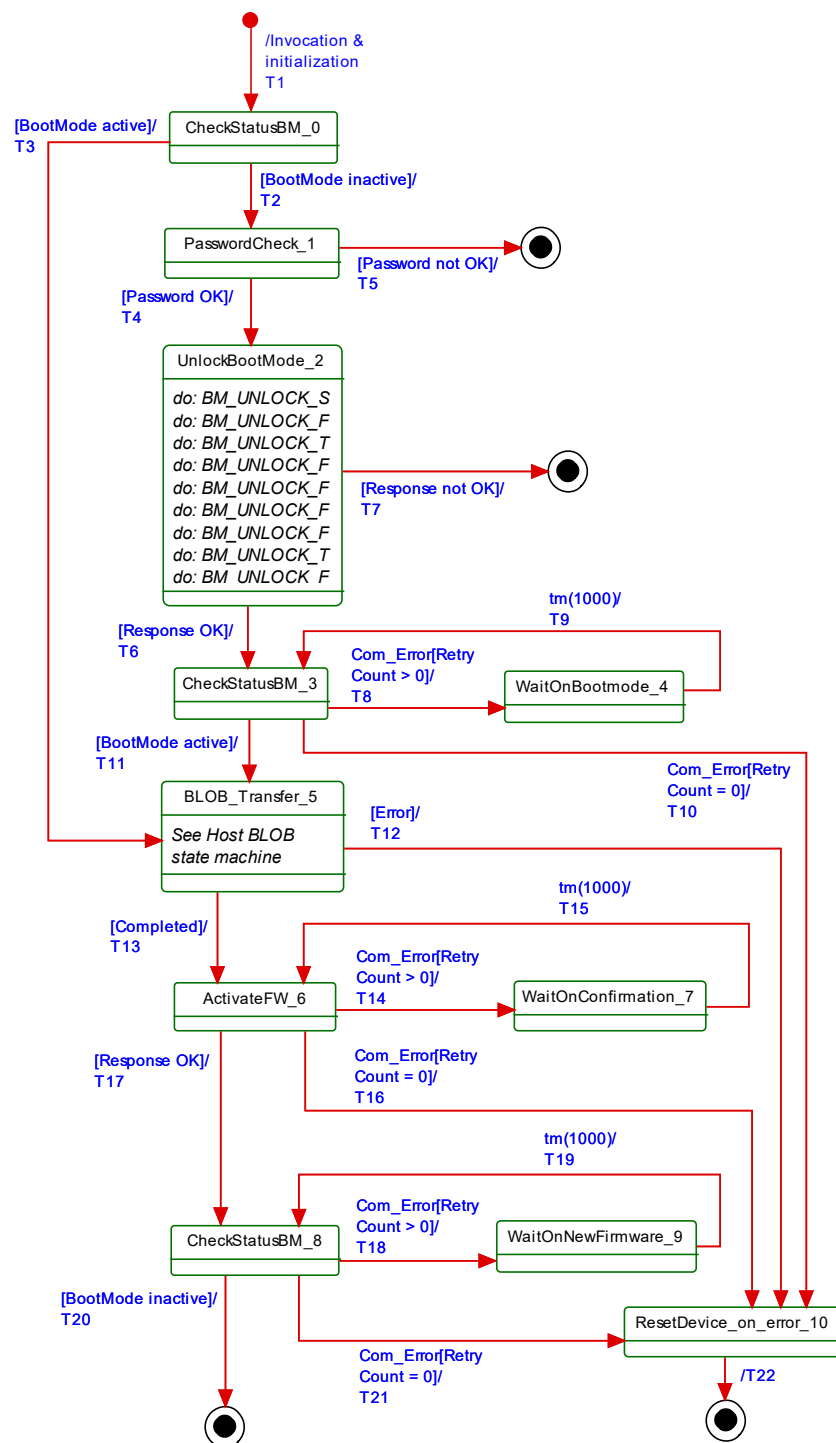 /Invocation &
initialization
T1
CheckStatusBM_0
[BootMode active]/
T3
[BootMode inactive]/
T2
PasswordCheck_1
[Password not OK]/
T5
[Password OK]/
T4
UnlockBootMode_2
do: BM_UNLOCK_S
do: BM_UNLOCK_F
do: BM_UNLOCK_T
do: BM_UNLOCK_F
do: BM_UNLOCK_F
do: BM_UNLOCK_F
do: BM_UNLOCK_F
do: BM_UNLOCK_T
do: BM_UNLOCK_F
[Response not OK]/
T7
[Response OK]/
T6
tm(1000)/
T9
CheckStatusBM_3
Com_Error[Retry
Count > 0]/
T8
WaitOnBootmode_4
[BootMode active]/
T11
Com_Error[Retry
Count = 0]/
T10
BLOB_Transfer_5
See Host BLOB
state machine
[Error]/
T12
[Completed]/
T13
tm(1000)/
T15
ActivateFW_6
Com_Error[Retry
Count > 0]/
T14
WaitOnConfirmation_7
[Response OK]/
T17
Com_Error[Retry
Count = 0]/
T16
tm(1000)/
T19
CheckStatusBM_8
Com_Error[Retry
Count > 0]/
T18
WaitOnNewFirmware_9
[BootMode inactive]/
T20
Com_Error[Retry
Count = 0]/
T21
ResetDevice_on_error_10
/T22